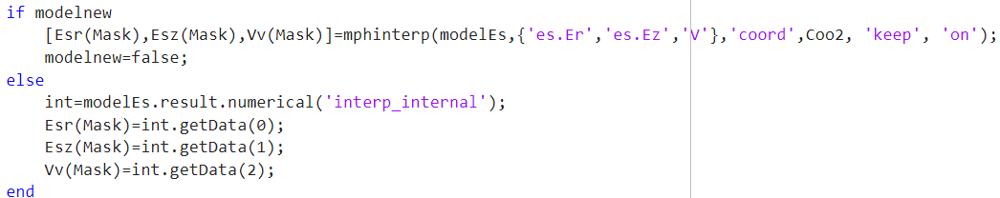 if modelnew
    [Esr(Mask),Esz(Mask),Vv(Mask)]=mphinterp(modelEs,{'es.Er','es.Ez','V'},'coord',Coo2, 'keep', 'on');
    modelnew=false;
else
    int=modelEs.result.numerical('interp_internal');
    Esr(Mask)=int.getData(0);
    Esz(Mask)=int.getData(1);
    Vv(Mask)=int.getData(2);
end